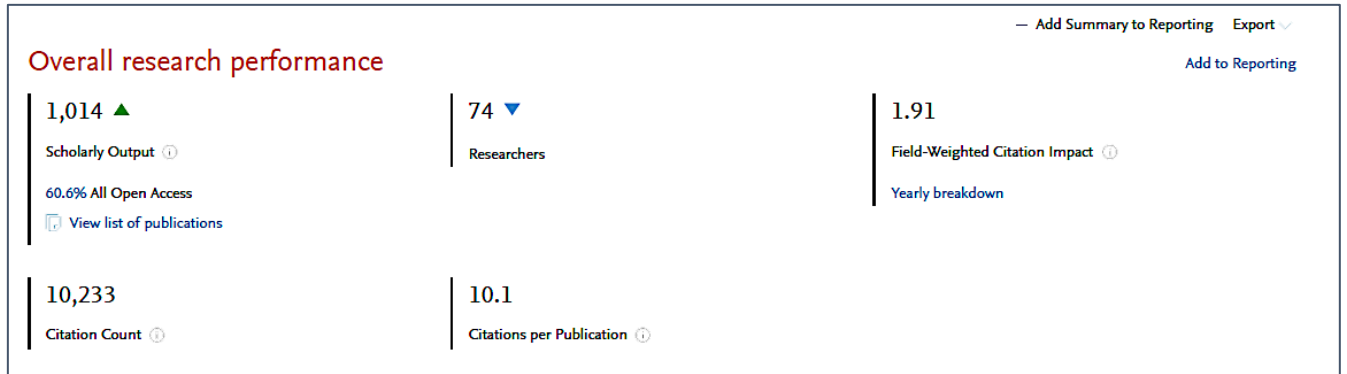 — Add Summary to Reporting Export
Overall research performance
Add to Reporting
1,014
Scholarly Output
60.6% All Open Access
View list of publications
74
Researchers
1.91
Field-Weighted Citation Impact
Yearly breakdown
10,233
Citation Count
10.1
Citations per Publication